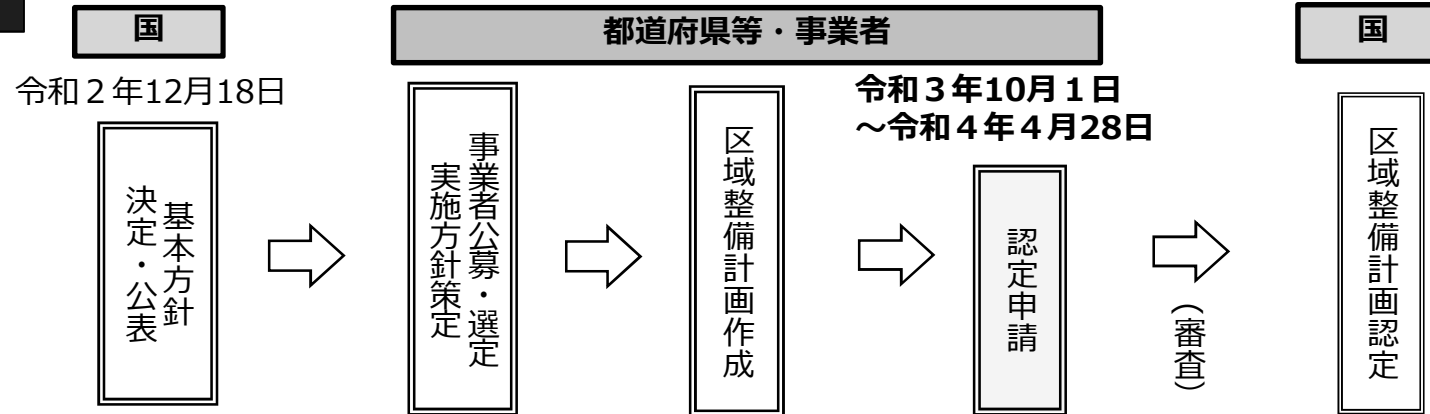 国
都道府県等・事業者
国
令和２年12月18日
基本方針
決定・公表
事業者公募・選定
実施方針策定
区域整備計画作成
令和３年10月１日
～令和４年４月28日
認定申請
（審査）
区域整備計画認定